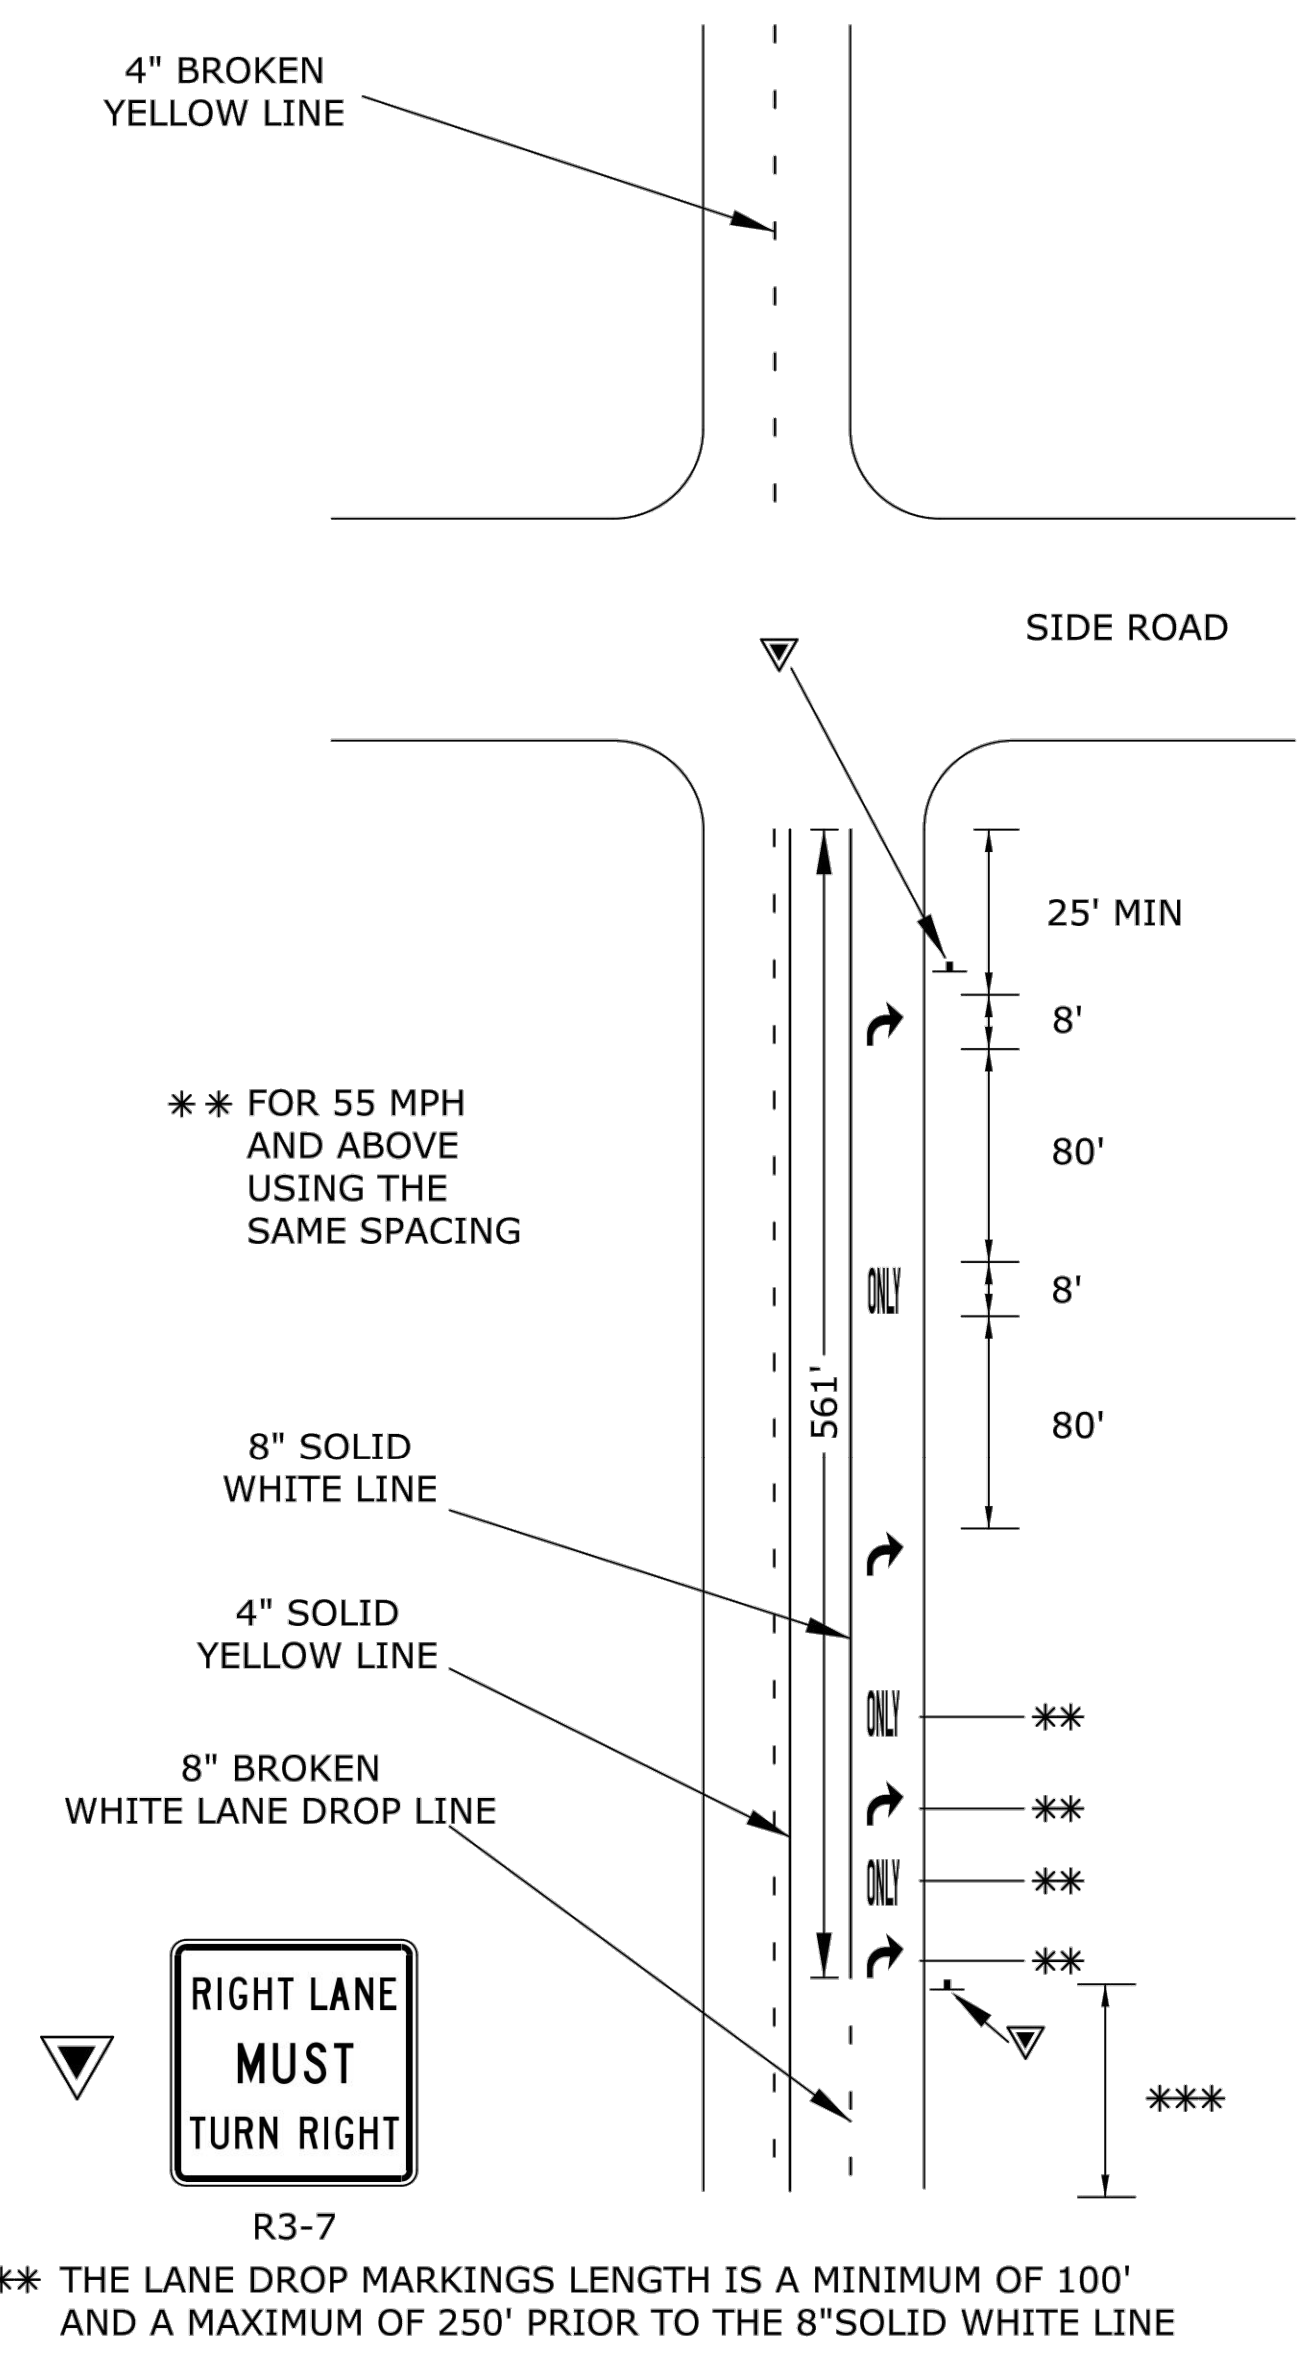 4" BROKEN
YELLOW LINE
SIDE ROAD
25' MIN
8'
** FOR 55 MPH
AND ABOVE
USING THE
SAME SPACING
80'
8'
ONLY
561'
80'
8" SOLID
WHITE LINE
4" SOLID
YELLOW LINE
ONLY **
8" BROKEN
WHITE LANE DROP LINE
**
ONLY **
**
RIGHT LANE
MUST
TURN RIGHT
***
R3-7
** THE LANE DROP MARKINGS LENGTH IS A MINIMUM OF 100'
AND A MAXIMUM OF 250' PRIOR TO THE 8"SOLID WHITE LINE